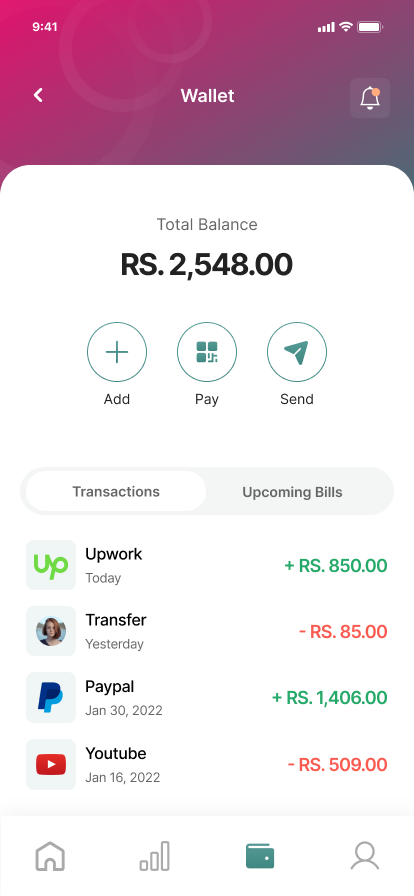 9:41
Wallet
Total Balance
RS. 2,548.00
Add Pay Send
Transactions Upcoming Bills
up
Upwork
Today
+ RS. 850.00
Transfer
Yesterday
- RS. 85.00
Paypal
Jan 30, 2022
+ RS. 1,406.00
Youtube
Jan 16, 2022
- RS. 509.00